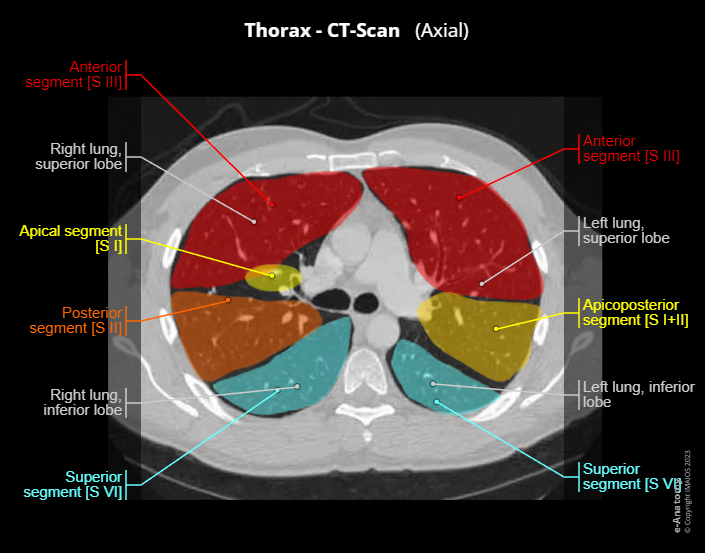 Thorax - CT-Scan (Axial)
Anterior
segment [S III]
Right lung,
superior lobe
Apical segment
[S I]
Posterior
segment [S II]
Right lung,
inferior lobe
Superior
segment [S VI]
Anterior
segment [S III]
Left lung,
superior lobe
Apicoposterior
segment [S I+II]
Left lung, inferior
lobe
Superior
segment [S VI]
e-Anatomy
© Copyright IMAIOS 2023